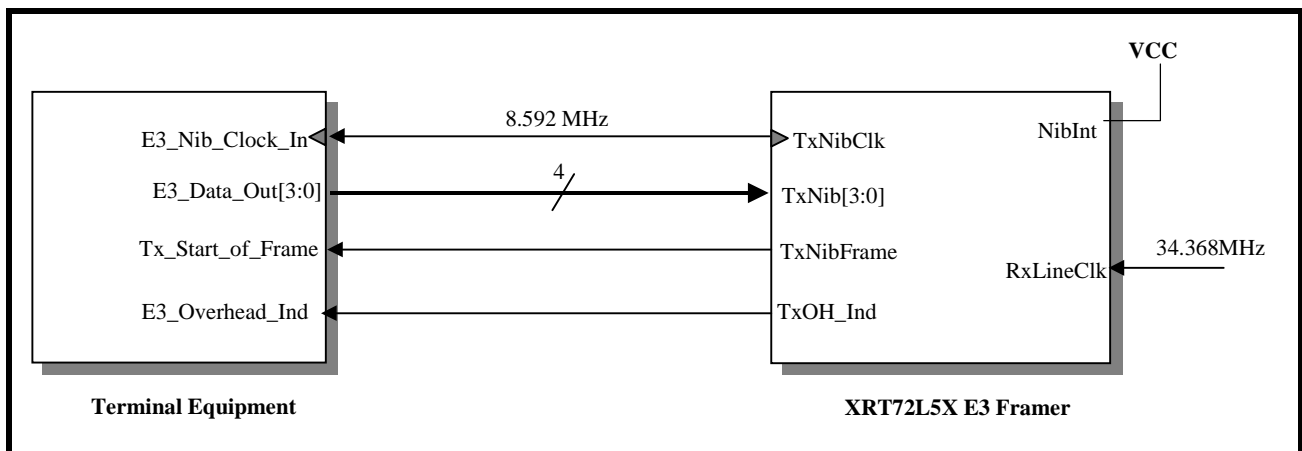 VCC
8.592 MHz
E3_Nib_Clock_In
TxNibClk
NibInt
4
E3_Data_Out[3:0]
TxNib[3:0]
Tx_Start_of_Frame
TxNibFrame
34.368MHz
RxLineClk
E3_Overhead_Ind
TxOH_Ind
Terminal Equipment
XRT72L5X E3 Framer